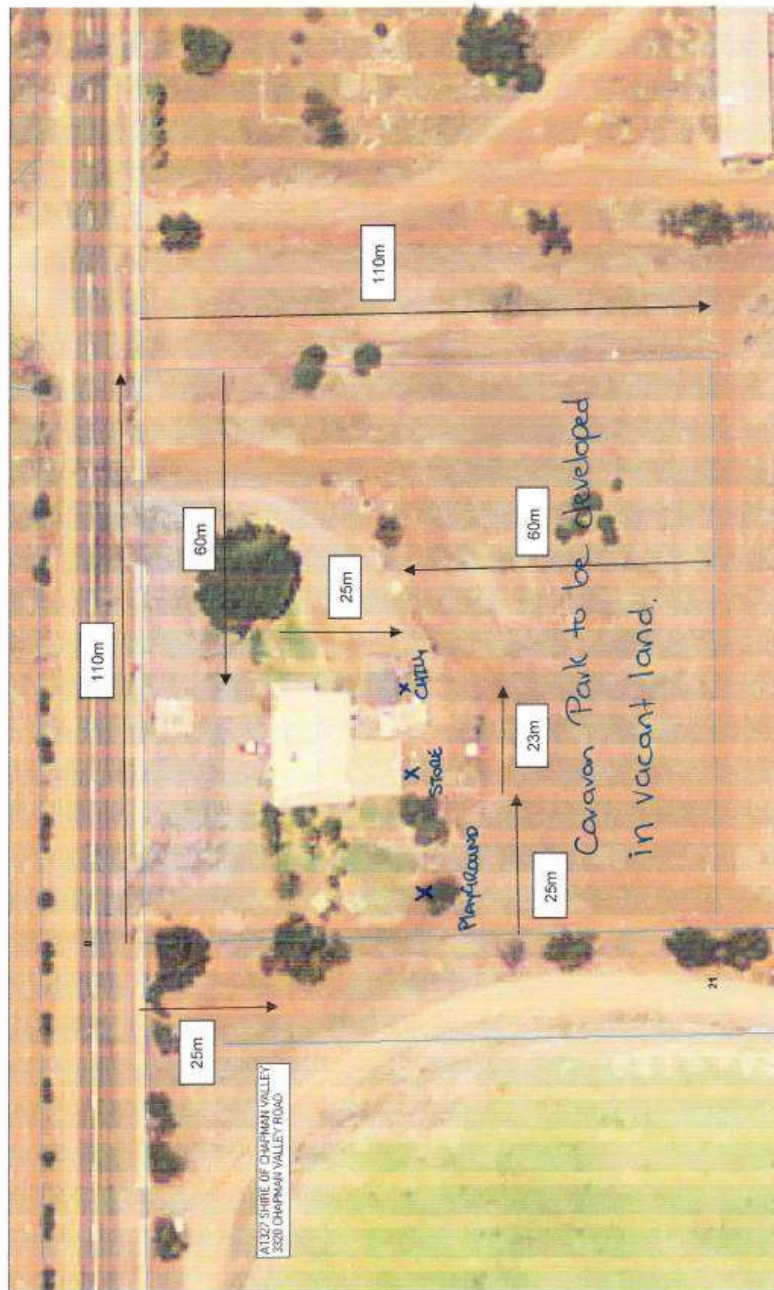 110m
60m
25m
110m
CHILL
STORE
PLAYGROUND
23m
25m
60m
25m
Caravan Park to be developed
in vacant land.
A1327 SHIRE OF CHAPMAN VALLEY
3320 CHAPMAN VALLEY ROAD
21